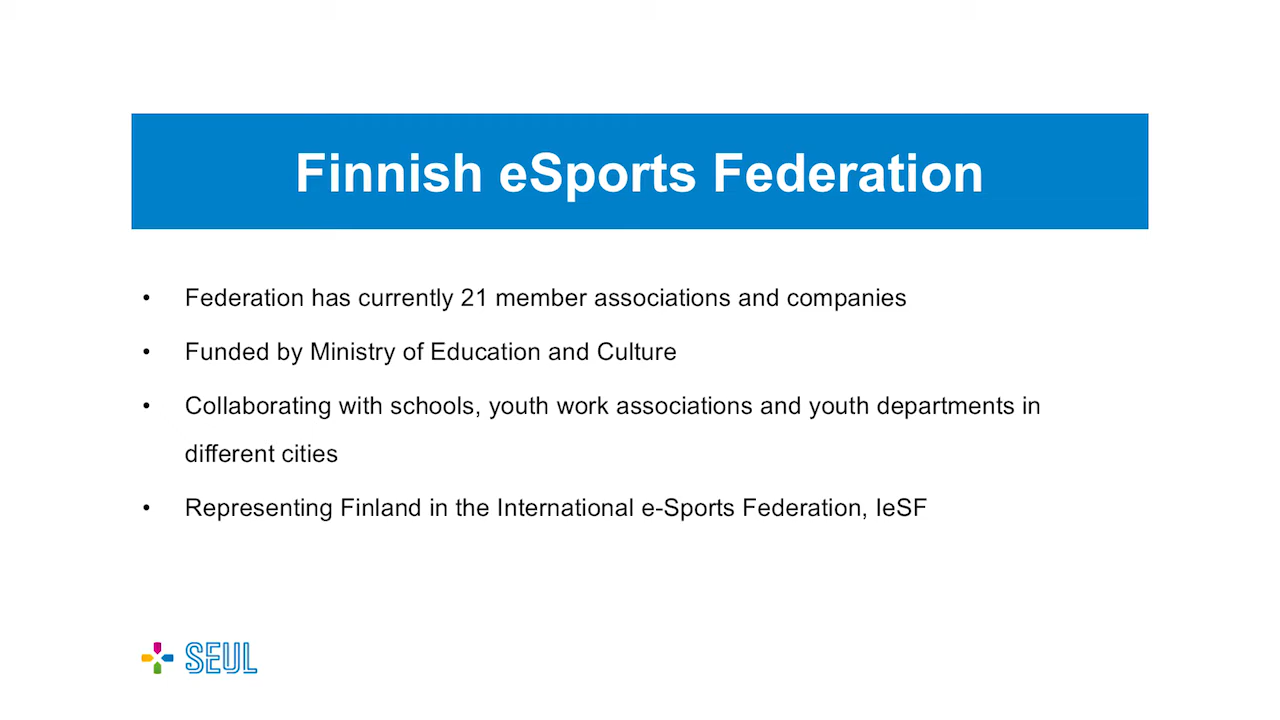 Finnish eSports Federation
• Federation has currently 21 member associations and companies
• Funded by Ministry of Education and Culture
• Collaborating with schools, youth work associations and youth departments in
different cities
• Representing Finland in the International e-Sports Federation, IeSF
SEUL